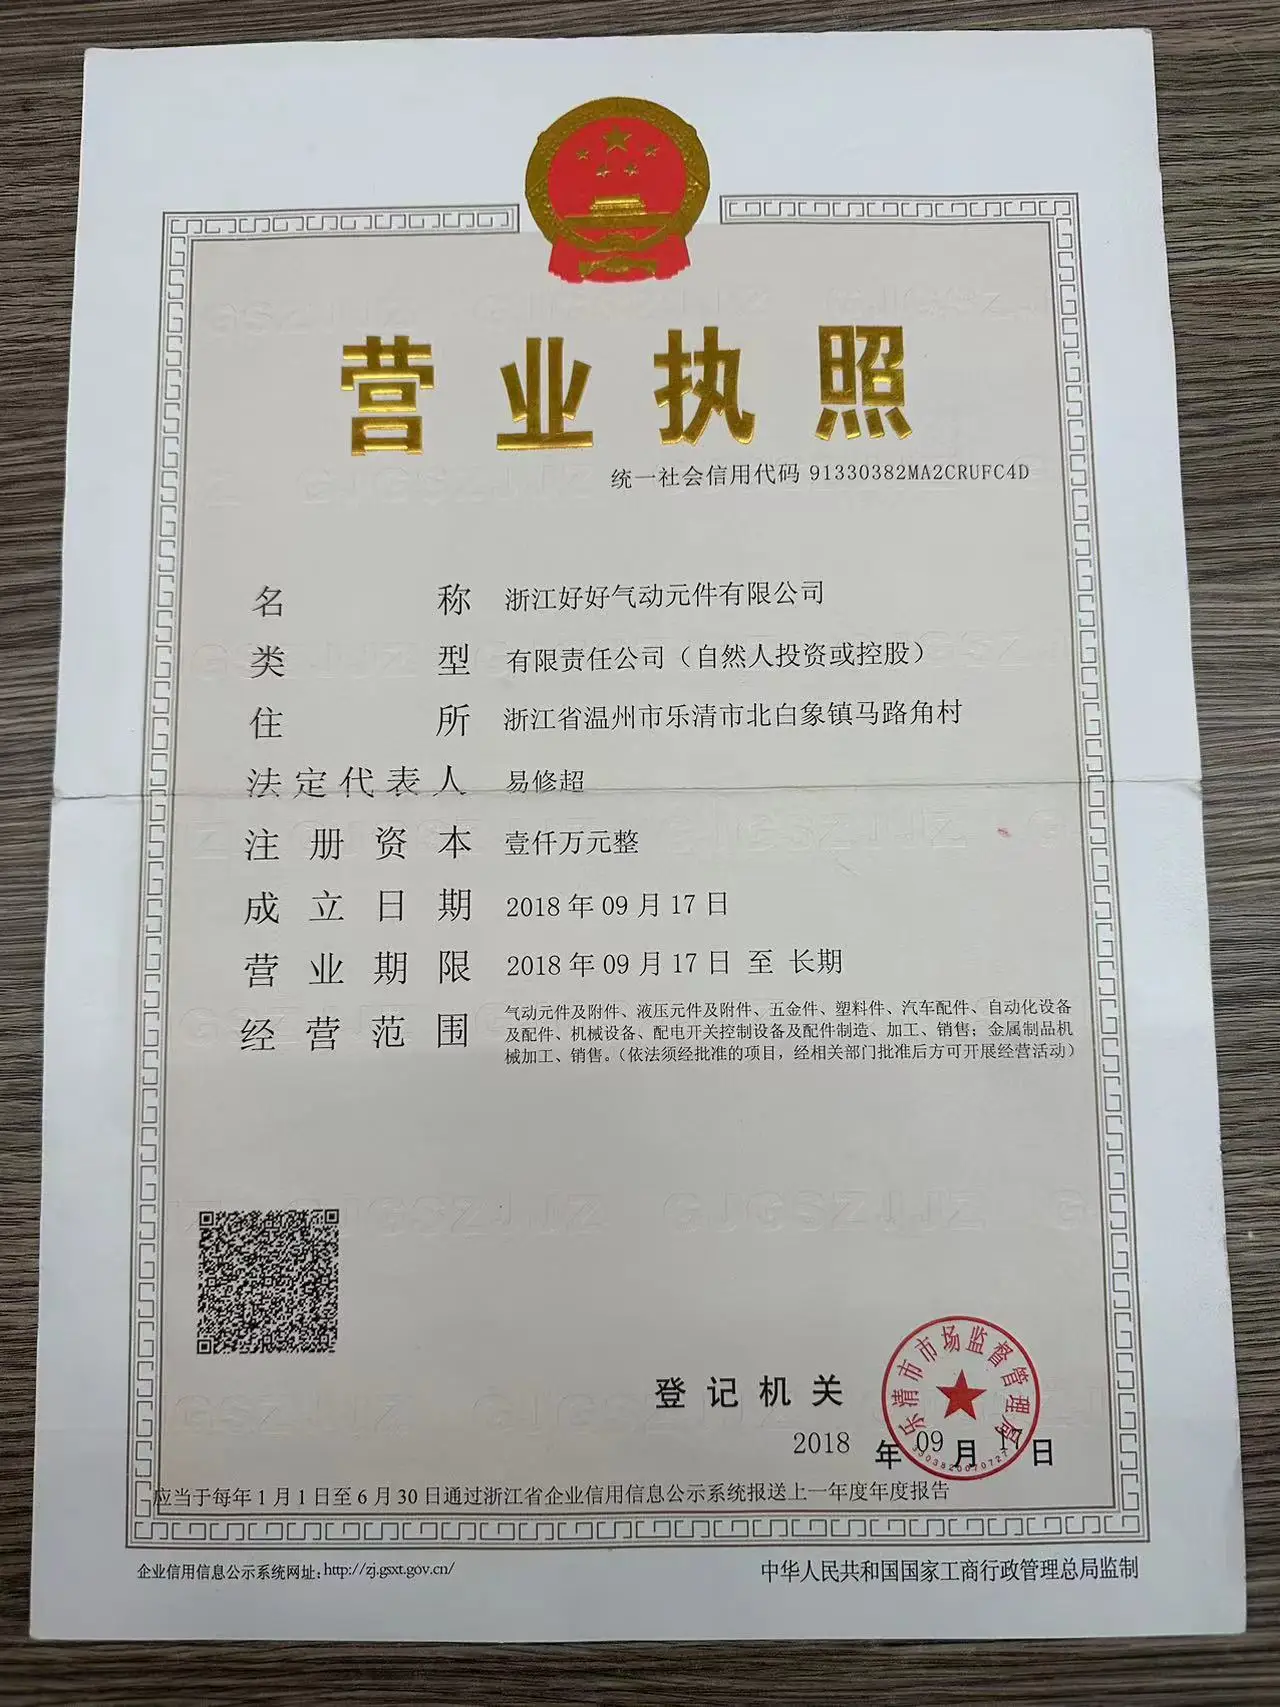 营业执照
统一社会信用代码 91330382MA2CRUFC4D
名称 浙江好好气动元件有限公司
类型 有限责任公司（自然人投资或控股）
住所 浙江省温州市乐清市北白象镇马路角村
法定代表人 易修超
注册资本 壹仟万元整
成立日期 2018年09月17日
营业期限 2018年09月17日 至 长期
经营范围 气动元件及附件、液压元件及附件、五金件、塑料件、汽车配件、自动化设备
及配件、机械设备、配电开关控制设备及配件制造、加工、销售；金属制品机
械加工、销售。（依法须经批准的项目，经相关部门批准后方可开展经营活动）
登记机关
乐清市市场监督管理局
2018 年 09 月 17 日
应当于每年1月1日至6月30日通过浙江省企业信用信息公示系统报送上一年度年度报告
企业信用信息公示系统网址：http://zj.gsxt.gov.cn/
中华人民共和国国家工商行政管理总局监制